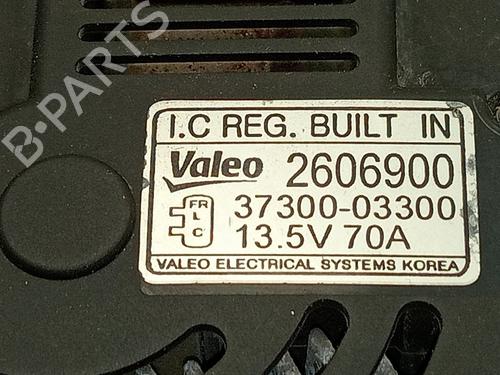 B-PARTS
I.C REG. BUILT IN
Valeo 2606900
FR
L
C
37300-03300
13.5V 70A
VALEO ELECTRICAL SYSTEMS KOREA